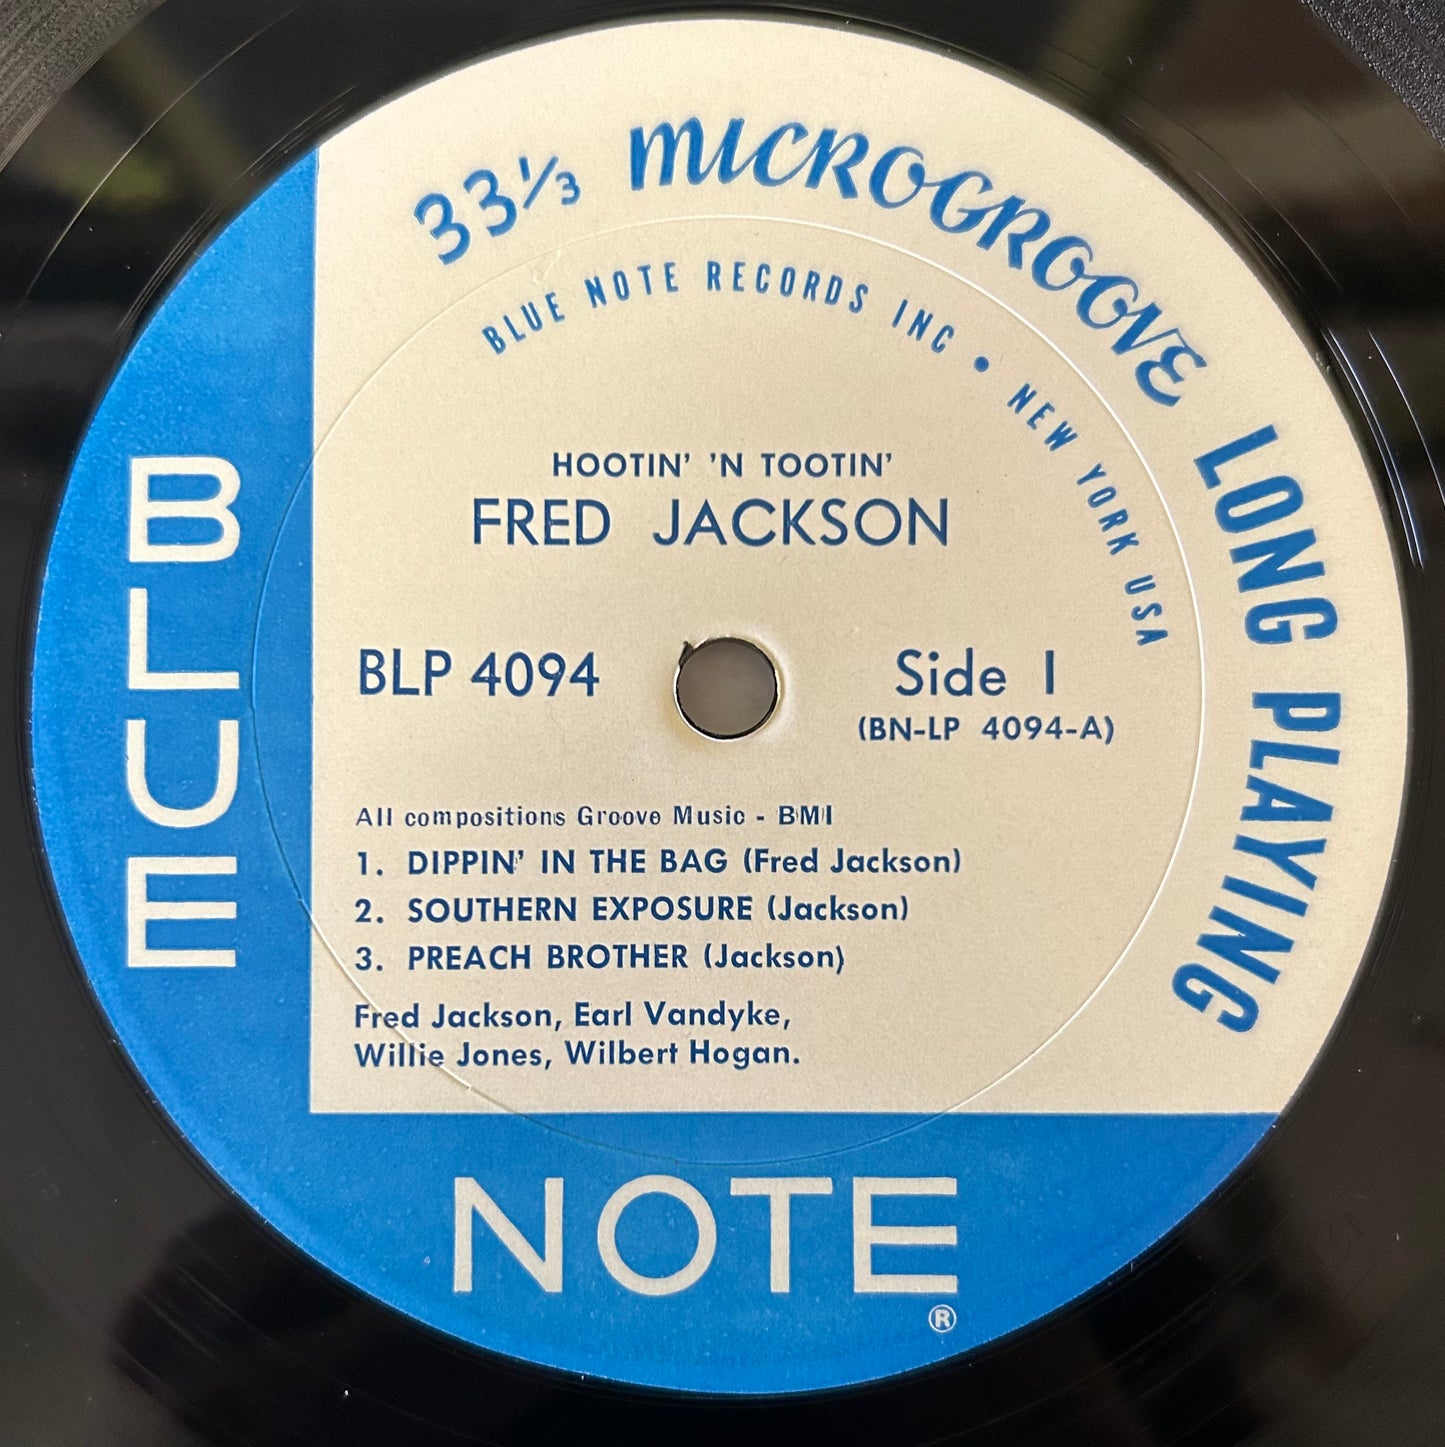 33⅓ MICROGROOVE LONG PLAYING
BLUE NOTE RECORDS INC • NEW YORK USA
HOOTIN' 'N TOOTIN'
FRED JACKSON
BLP 4094
Side 1
(BN-LP 4094-A)
All compositions Groove Music - BMI
1. DIPPIN' IN THE BAG (Fred Jackson)
2. SOUTHERN EXPOSURE (Jackson)
3. PREACH BROTHER (Jackson)
Fred Jackson, Earl Vandyke,
Willie Jones, Wilbert Hogan.
BLUE
NOTE
®